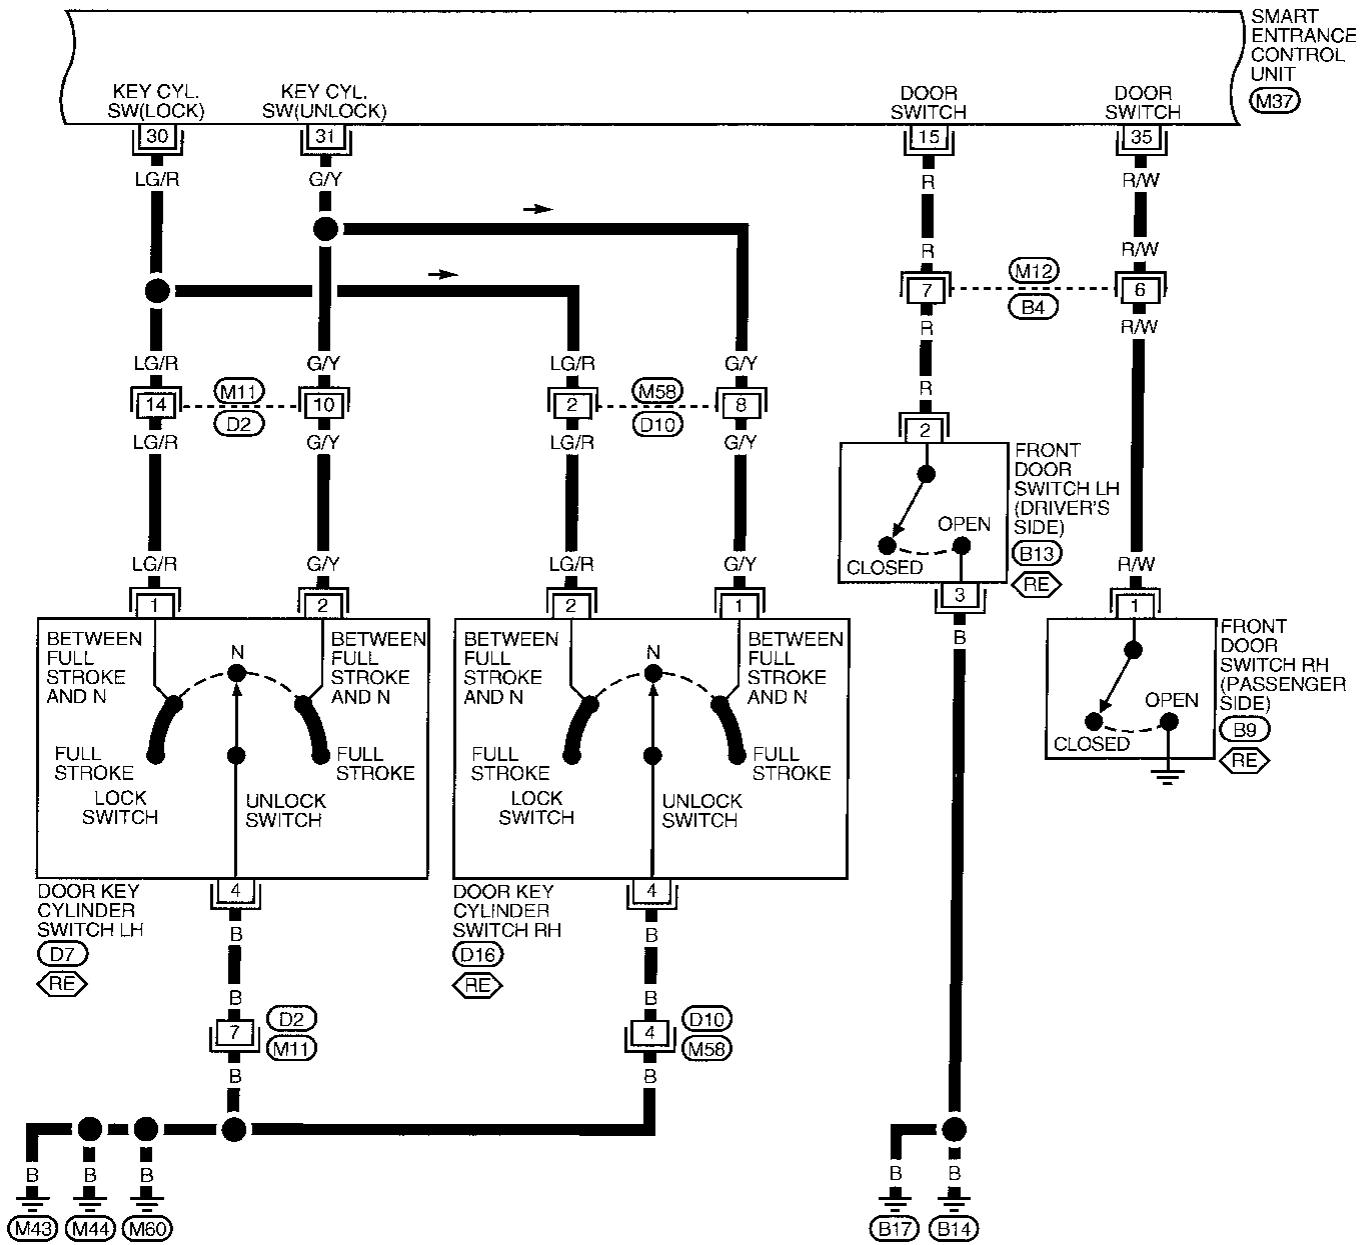 SMART
ENTRANCE
CONTROL
UNIT
M37
KEY CYL.
SW(LOCK)
KEY CYL.
SW(UNLOCK)
DOOR
SWITCH
DOOR
SWITCH
30
31
15
35
LG/R
G/Y
R
R/W
R
R/W
7
M12
B4
6
R
R/W
LG/R
G/Y
LG/R
G/Y
R
14
M11
D2
10
2
M58
D10
8
LG/R
G/Y
LG/R
G/Y
2
FRONT
DOOR
SWITCH LH
(DRIVER'S
SIDE)
B13
RE
OPEN
CLOSED
3
B
LG/R
G/Y
LG/R
G/Y
R/W
1
2
2
1
1
BETWEEN
FULL
STROKE
AND N
N
BETWEEN
FULL
STROKE
AND N
FULL
STROKE
FULL
STROKE
LOCK
SWITCH
UNLOCK
SWITCH
BETWEEN
FULL
STROKE
AND N
N
BETWEEN
FULL
STROKE
AND N
FULL
STROKE
FULL
STROKE
LOCK
SWITCH
UNLOCK
SWITCH
FRONT
DOOR
SWITCH RH
(PASSENGER
SIDE)
B9
RE
OPEN
CLOSED
4
4
DOOR KEY
CYLINDER
SWITCH LH
D7
RE
DOOR KEY
CYLINDER
SWITCH RH
D16
RE
B
B
B
B
7
D2
M11
4
D10
M58
B
B
B
B
B
B
B
M43
M44
M60
B17
B14